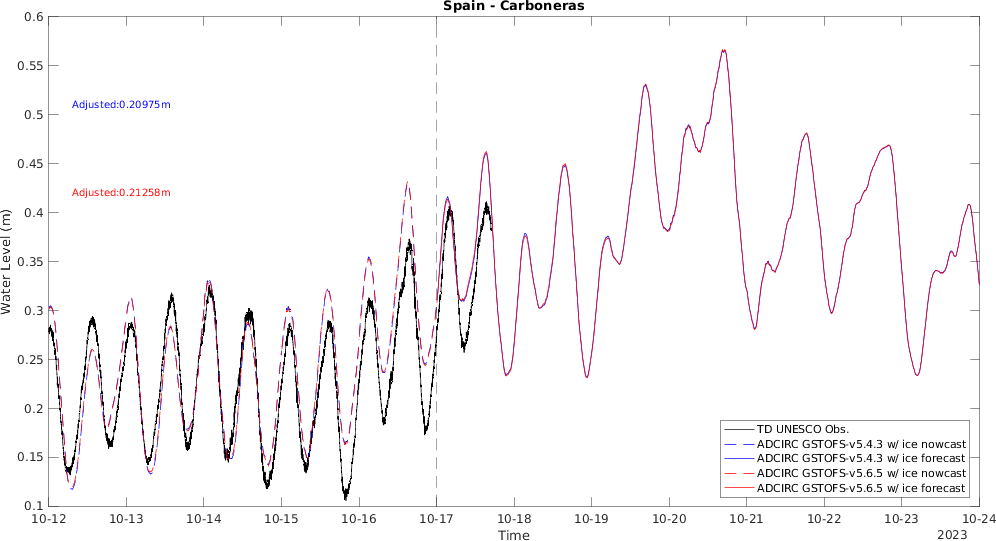 Spain - Carboneras
0.6
0.55
0.5
0.45
0.4
0.35
0.3
0.25
0.2
0.15
0.1
Water Level (m)
Adjusted:0.20975m
Adjusted:0.21258m
TD UNESCO Obs.
ADCIRC GSTOFS-v5.4.3 w/ ice nowcast
ADCIRC GSTOFS-v5.4.3 w/ ice forecast
ADCIRC GSTOFS-v5.6.5 w/ ice nowcast
ADCIRC GSTOFS-v5.6.5 w/ ice forecast
10-12 10-13 10-14 10-15 10-16 10-17 10-18 10-19 10-20 10-21 10-22 10-23 10-24
Time
2023